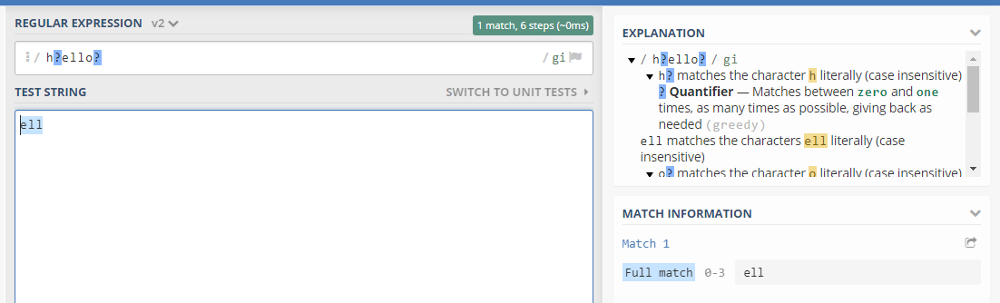 REGULAR EXPRESSION v2
1 match, 6 steps (~0ms)
/ h?ello?
/ gi
TEST STRING
SWITCH TO UNIT TESTS
ell
EXPLANATION
/ h?ello? / gi
h? matches the character h literally (case insensitive)
? Quantifier — Matches between zero and one
times, as many times as possible, giving back as
needed (greedy)
ell matches the characters ell literally (case
insensitive)
o? matches the character o literally (case insensitive)
MATCH INFORMATION
Match 1
Full match 0-3 ell